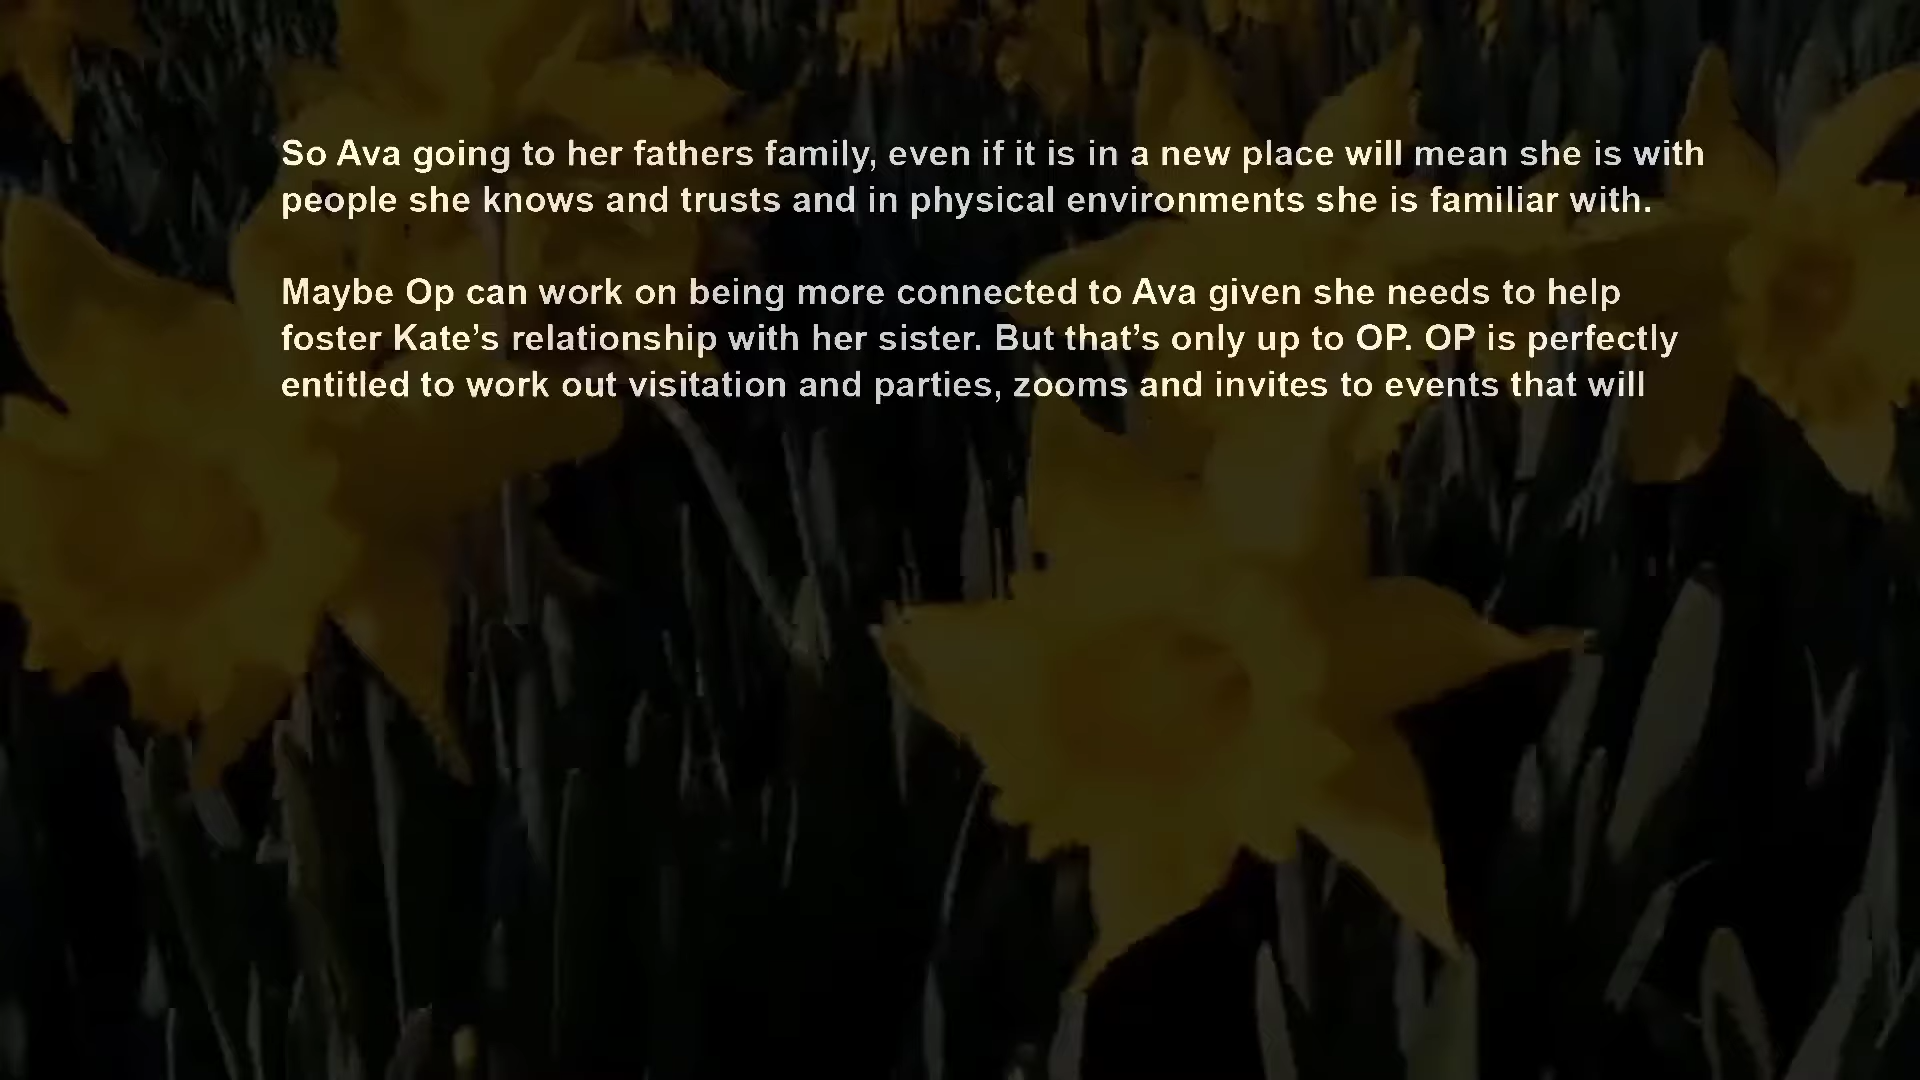 So Ava going to her fathers family, even if it is in a new place will mean she is with
people she knows and trusts and in physical environments she is familiar with.
Maybe Op can work on being more connected to Ava given she needs to help
foster Kate’s relationship with her sister. But that’s only up to OP. OP is perfectly
entitled to work out visitation and parties, zooms and invites to events that will